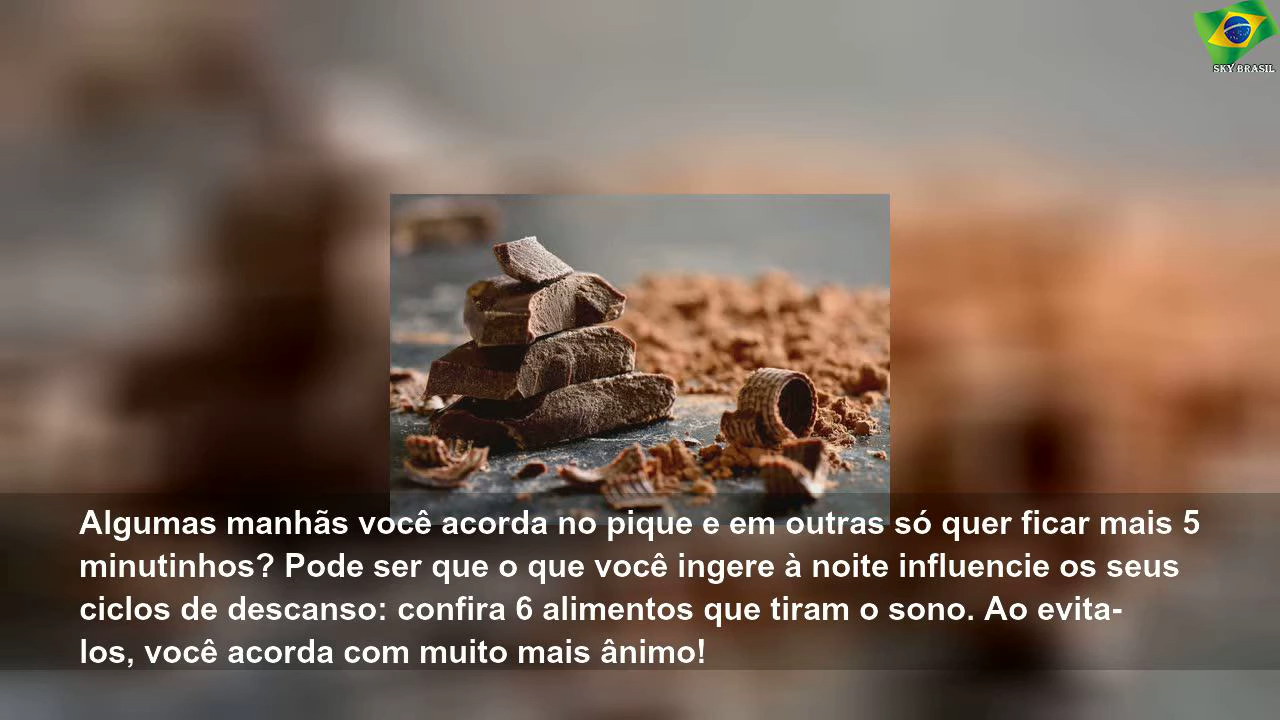 SKY BRASIL
Algumas manhãs você acorda no pique e em outras só quer ficar mais 5
minutinhos? Pode ser que o que você ingere à noite influencie os seus
ciclos de descanso: confira 6 alimentos que tiram o sono. Ao evita-
los, você acorda com muito mais ânimo!